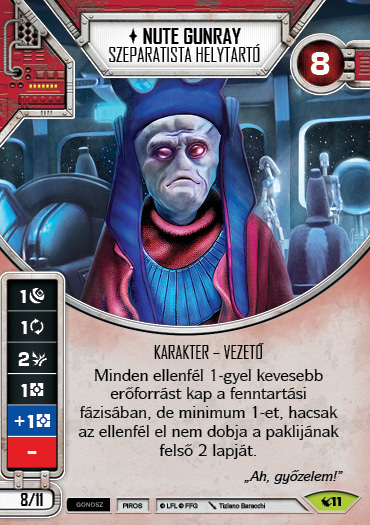 NUTE GUNRAY
SZEPARATISTA HELYTARTÓ
8
1
1
2
1
+1
–
8/11
KARAKTER – VEZETŐ
Minden ellenfél 1-gyel kevesebb
erőforrást kap a fenntartási
fázisában, de minimum 1-et, hacsak
az ellenfél el nem dobja a paklijának
felső 2 lapját.
„Ah, győzelem!”
GONOSZ
PIROS
© LFL © FFG
Tiziano Baracchi
11